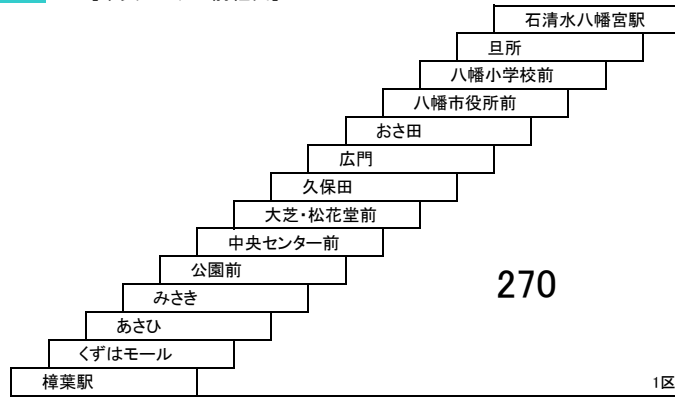 石清水八幡宮駅
旦所
八幡小学校前
八幡市役所前
おさ田
広門
久保田
大芝・松花堂前
中央センター前
公園前
270
みさき
あさひ
くずはモール
樟葉駅
1区